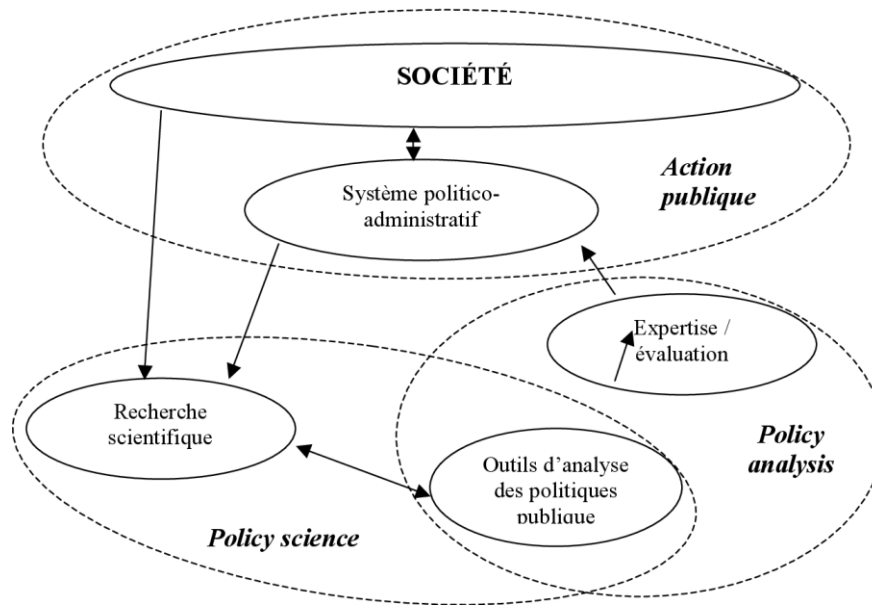 SOCIÉTÉ
Action
publique
Système politico-
administratif
Expertise /
évaluation
Recherche
scientifique
Policy
analysis
Outils d'analyse
des politiques
publique
Policy science